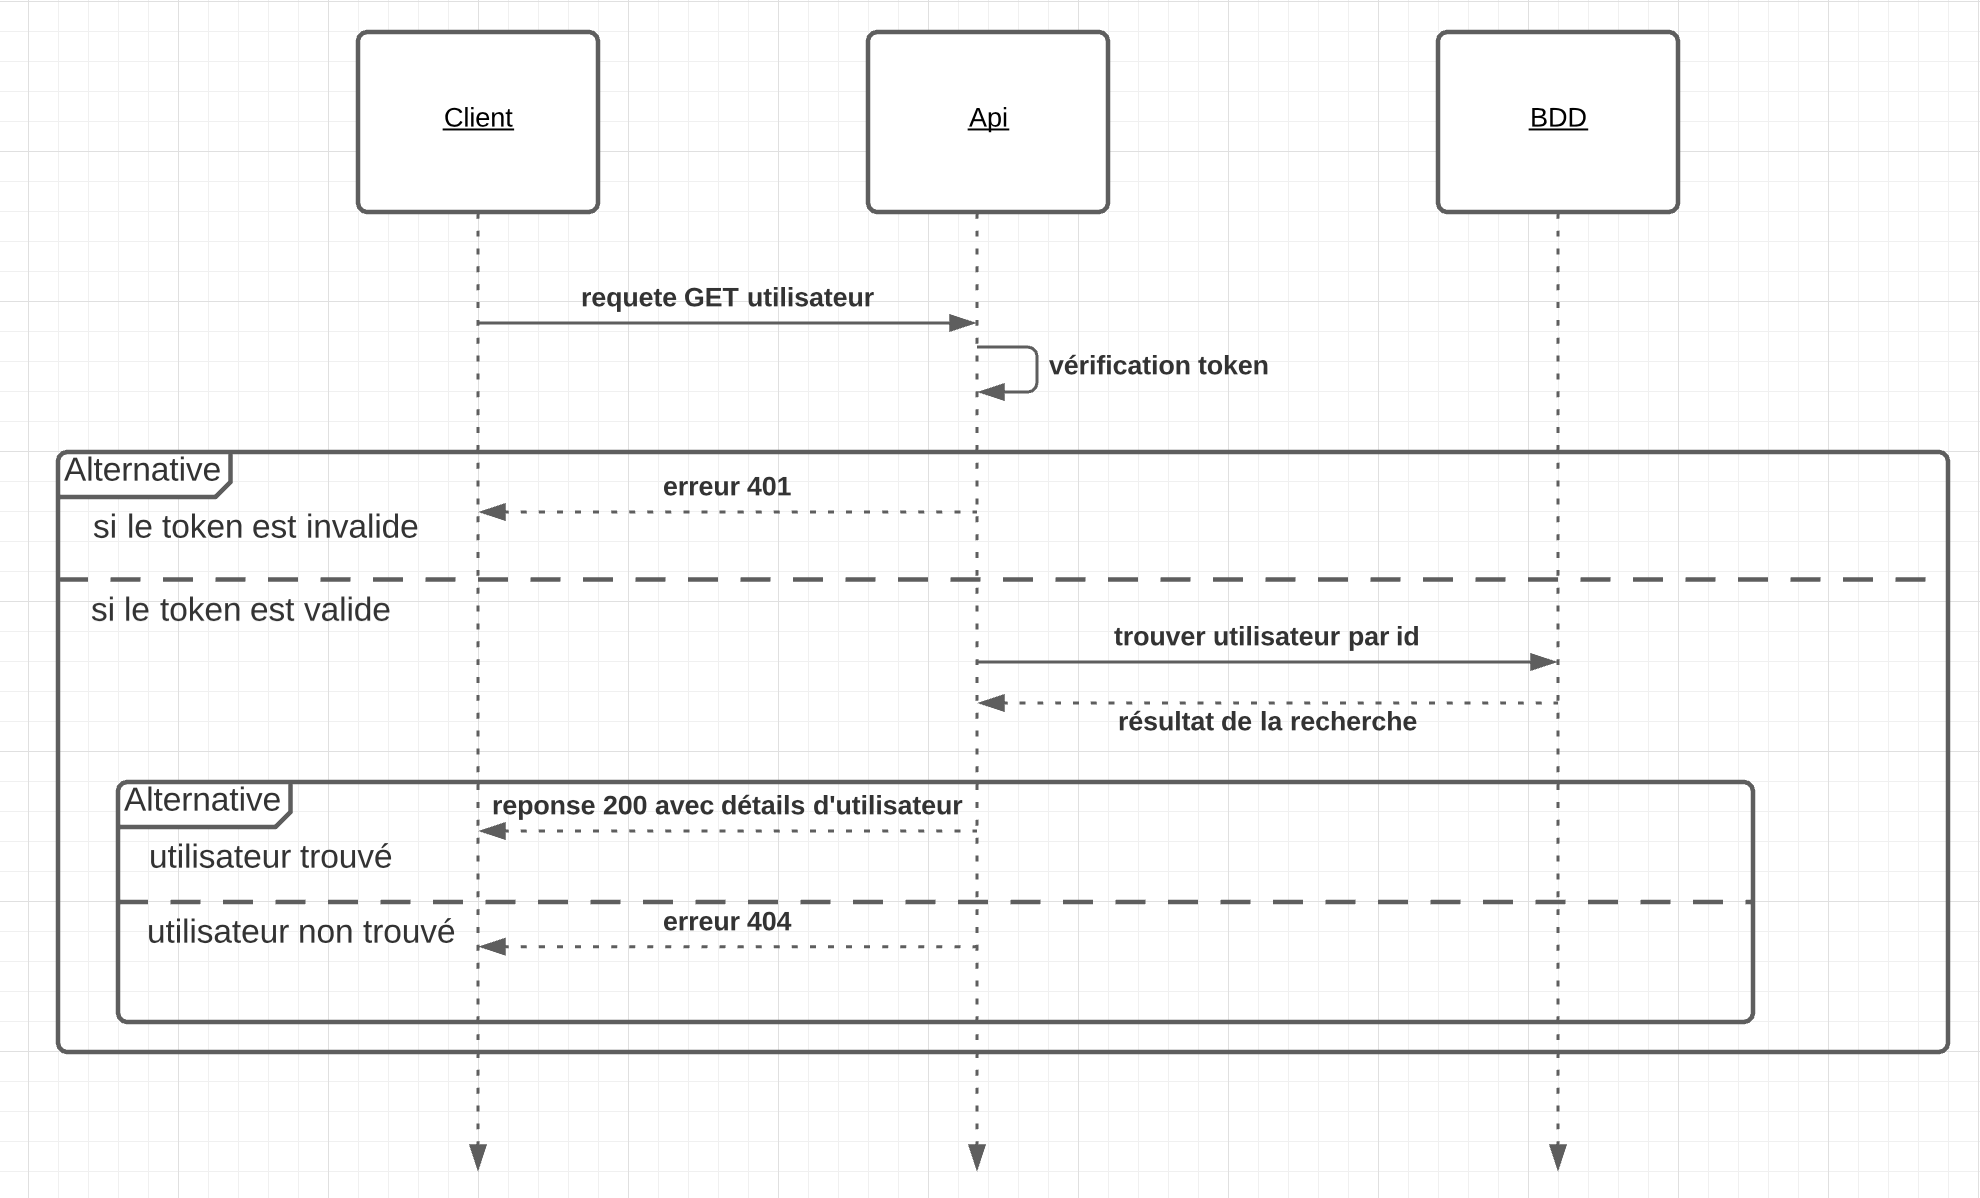 Client
Api
BDD
requete GET utilisateur
vérification token
Alternative
erreur 401
si le token est invalide
si le token est valide
trouver utilisateur par id
résultat de la recherche
Alternative
reponse 200 avec détails d'utilisateur
utilisateur trouvé
erreur 404
utilisateur non trouvé